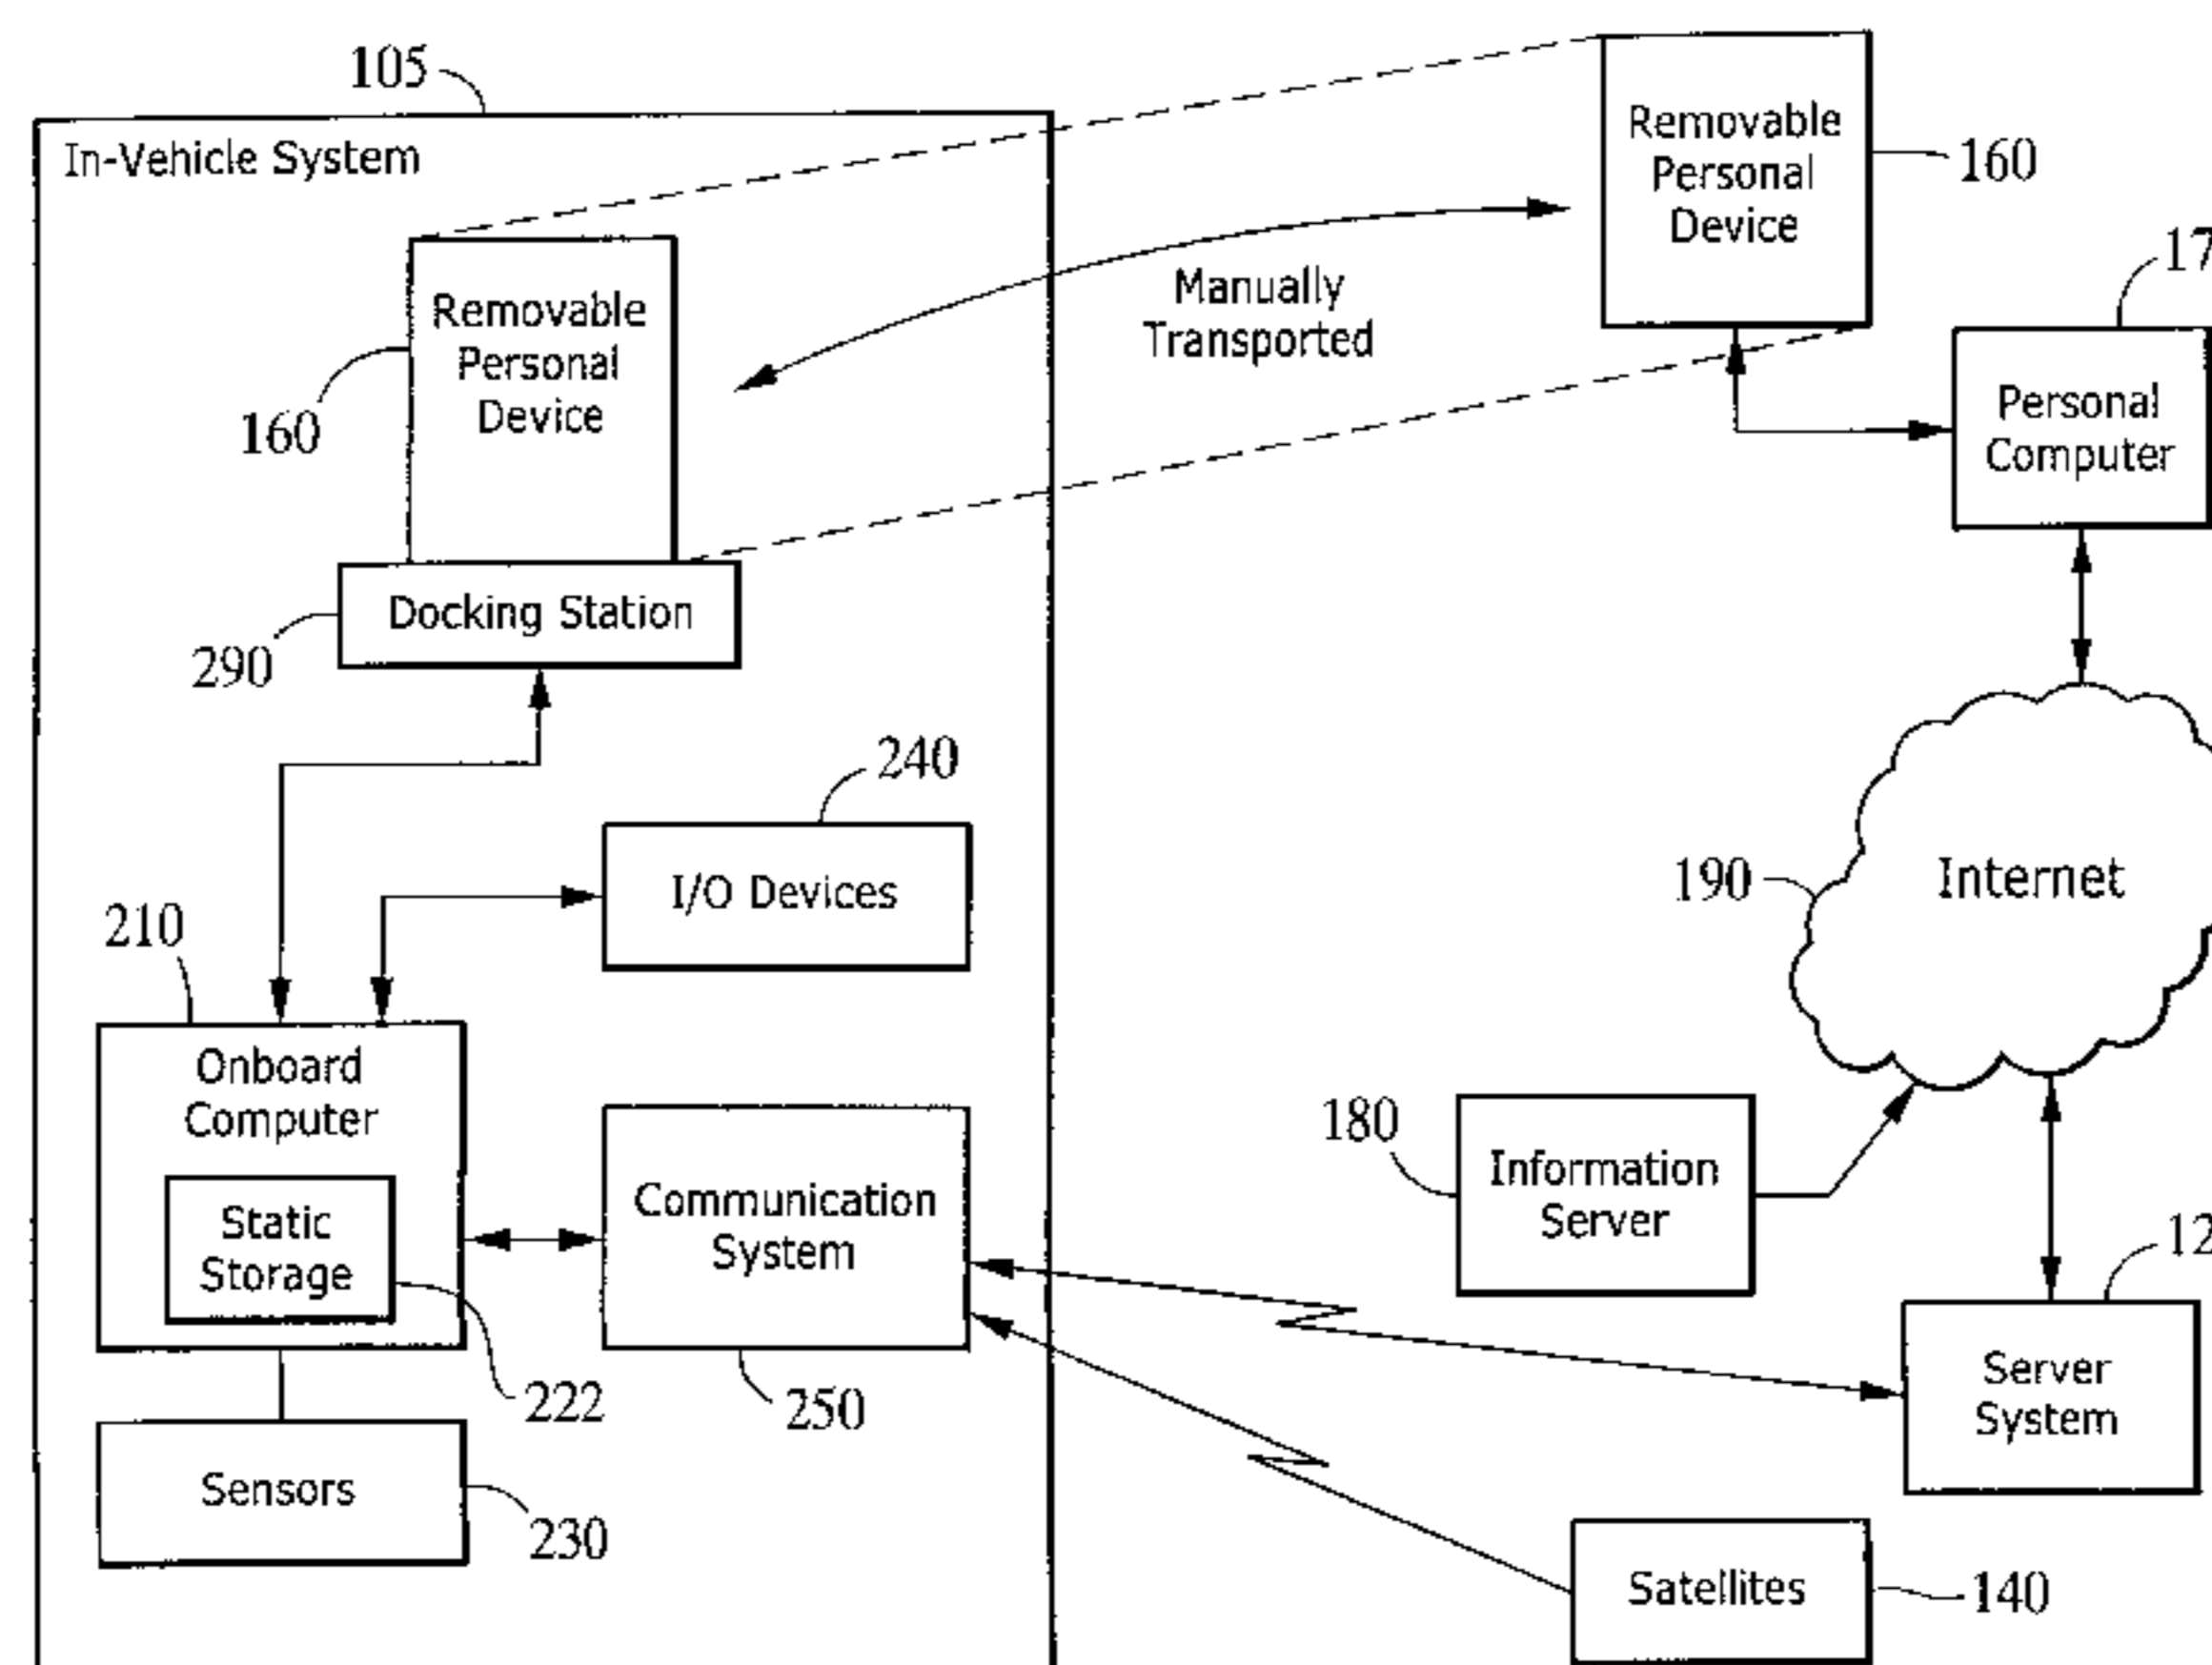 105
In-Vehicle System
Removable
Personal
Device
160
Manually
Transported
Removable
Personal
Device
160
17
Personal
Computer
Docking Station
290
240
I/O Devices
190
Internet
210
Onboard
Computer
Static
Storage
222
Communication
System
250
180
Information
Server
12
Server
System
Sensors
230
Satellites
140